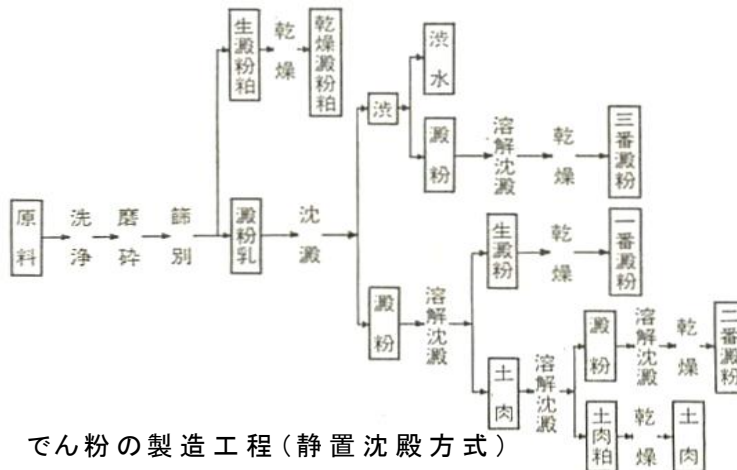 原料
洗浄
磨砕
篩別
生澱粉粕
乾燥
乾燥澱粉粕
澱粉乳
沈澱
渋
渋水
澱粉
溶解沈澱
乾燥
三番澱粉
澱粉
溶解沈澱
生澱粉
乾燥
一番澱粉
土肉
溶解沈澱
澱粉
溶解沈澱
乾燥
二番澱粉
土肉粕
乾燥
土肉
でん粉の製造工程(静置沈殿方式)